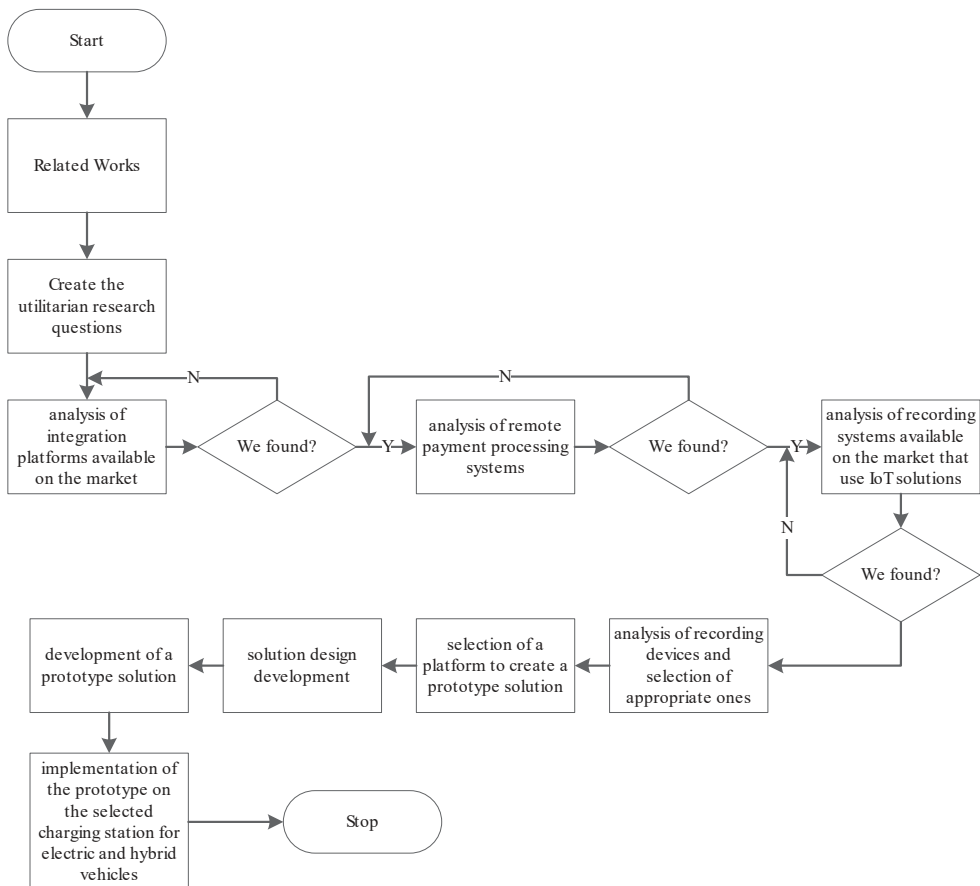 Start
Related Works
Create the
utilitarian research
questions
N
analysis of
integration
platforms available
on the market
We found?
Y
N
analysis of remote
payment processing
systems
We found?
Y
analysis of recording
systems available
on the market that
use IoT solutions
N
We found?
analysis of recording
devices and
selection of
appropriate ones
selection of a
platform to create a
prototype solution
solution design
development
development of a
prototype solution
implementation of
the prototype on
the selected
charging station for
electric and hybrid
vehicles
Stop